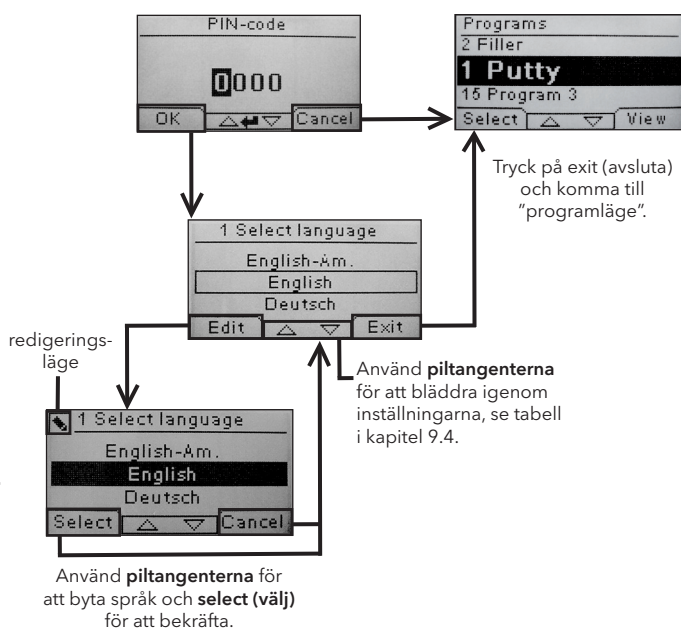 PIN-code
0000
OK
Cancel
Programs
2 Filler
1 Putty
15 Program 3
Select
View
Tryck på exit (avsluta)
och komma till
”programläge”.
1 Select language
English-Am.
English
Deutsch
Edit
Exit
redigerings-
läge
Använd piltangenterna
för att bläddra igenom
inställningarna, se tabell
i kapitel 9.4.
1 Select language
English-Am.
English
Deutsch
Select
Cancel
Använd piltangenterna för
att byta språk och select (välj)
för att bekräfta.